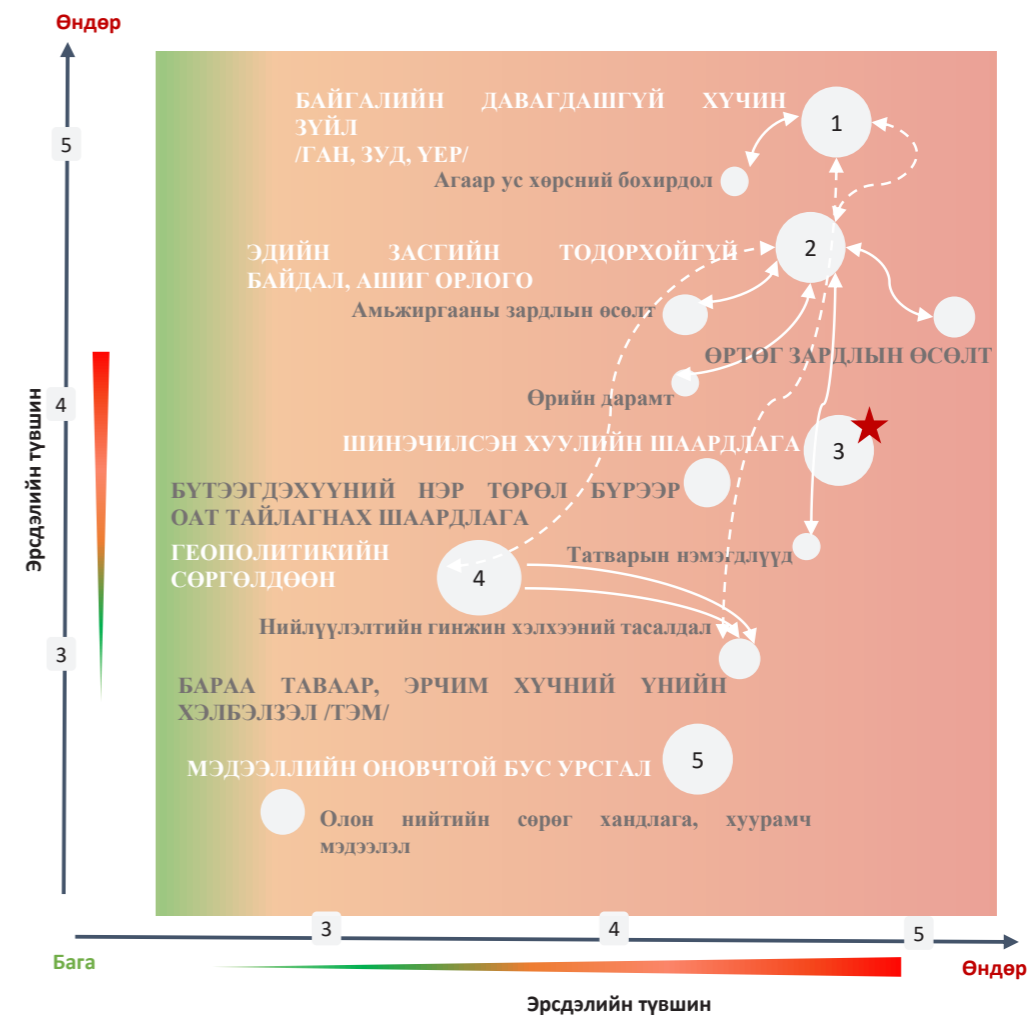 Өндөр
БАЙГАЛИЙН ДАВАГДАШГҮЙ ХҮЧИН
ЗҮЙЛ
/ГАН, ЗУД, ҮЕР/
1
5
Агаар ус хөрсний бохирдол
ЭДИЙН ЗАСГИЙН ТОДОРХОЙГҮЙ
БАЙДАЛ, АШИГ ОРЛОГО
2
Амьжиргааны зардлын өсөлт
ӨРТӨГ ЗАРДЛЫН ӨСӨЛТ
Өрийн дарамт
4
ШИНЭЧИЛСЭН ХУУЛИЙН ШААРДЛАГА
3
БҮТЭЭГДЭХҮҮНИЙ НЭР ТӨРӨЛ БҮРЭЭР
ОАТ ТАЙЛАГНАХ ШААРДЛАГА
Эрсдэлийн түвшин
ГЕОПОЛИТИКИЙН
СӨРГӨЛДӨӨН
4
Татварын нэмэгдлүүд
Нийлүүлэлтийн гинжин хэлхээний тасалдал
3
БАРАА ТАВААР, ЭРЧИМ ХҮЧНИЙ ҮНИЙН
ХЭЛБЭЛЗЭЛ /ТЭМ/
МЭДЭЭЛЛИЙН ОНОВЧТОЙ БУС УРСГАЛ
5
Олон нийтийн сөрөг хандлага, хуурамч
мэдээлэл
3
4
5
Бага
Өндөр
Эрсдэлийн түвшин